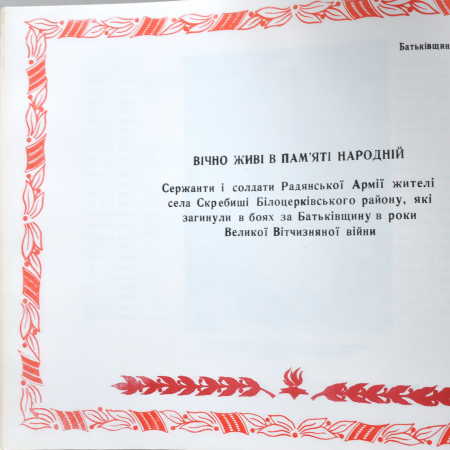 Батьківщин
ВІЧНО ЖИВІ В ПАМ'ЯТІ НАРОДНІЙ
Сержанти і солдати Радянської Армії жителі
села Скребиші Білоцерківського району, які
загинули в боях за Батьківщину в роки
Великої Вітчизняної війни